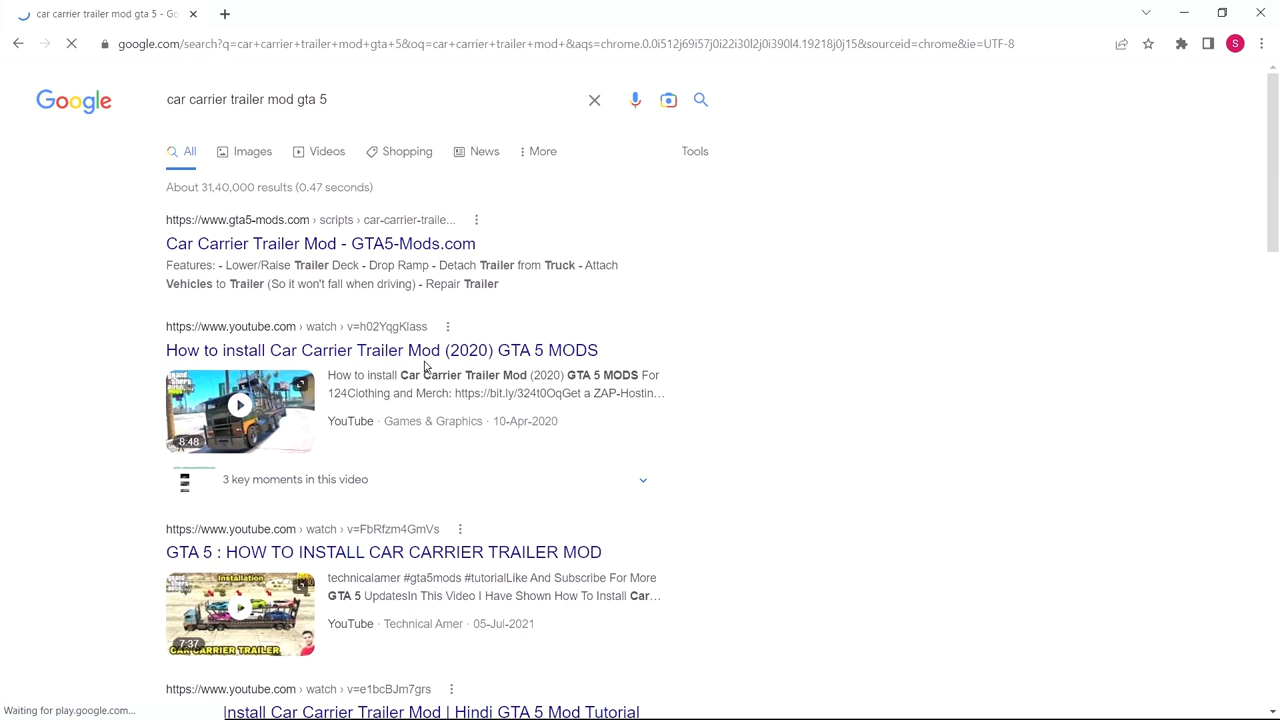 car carrier trailer mod gta 5 - Go
google.com/search?q=car+carrier+trailer+mod+gta+5&oq=car+carrier+trailer+mod+&aqs=chrome.0.0i512j69i57j0i22i30l2j0i390l4.19218j0j15&sourceid=chrome&ie=UTF-8
S
Google
car carrier trailer mod gta 5
All Images Videos Shopping News More Tools
About 31,40,000 results (0.47 seconds)
https://www.gta5-mods.com › scripts › car-carrier-traile...
Car Carrier Trailer Mod - GTA5-Mods.com
Features: - Lower/Raise Trailer Deck - Drop Ramp - Detach Trailer from Truck - Attach
Vehicles to Trailer (So it won't fall when driving) - Repair Trailer
https://www.youtube.com › watch › v=h02YqgKlass
How to install Car Carrier Trailer Mod (2020) GTA 5 MODS
How to install Car Carrier Trailer Mod (2020) GTA 5 MODS For
124Clothing and Merch: https://bit.ly/324t0OqGet a ZAP-Hostin...
YouTube · Games & Graphics · 10-Apr-2020
8:48
3 key moments in this video
https://www.youtube.com › watch › v=FbRfzm4GmVs
GTA 5 : HOW TO INSTALL CAR CARRIER TRAILER MOD
Installation
technicaiamer #gta5mods #tutorialLike And Subscribe For More
GTA 5 UpdatesIn This Video I Have Shown How To Install Car...
YouTube · Technical Amer · 05-Jul-2021
7:37
CAR CARRIER TRAILER
https://www.youtube.com › watch › v=e1bcBJm7grs
Install Car Carrier Trailer Mod | Hindi GTA 5 Mod Tutorial
Waiting for play.google.com...